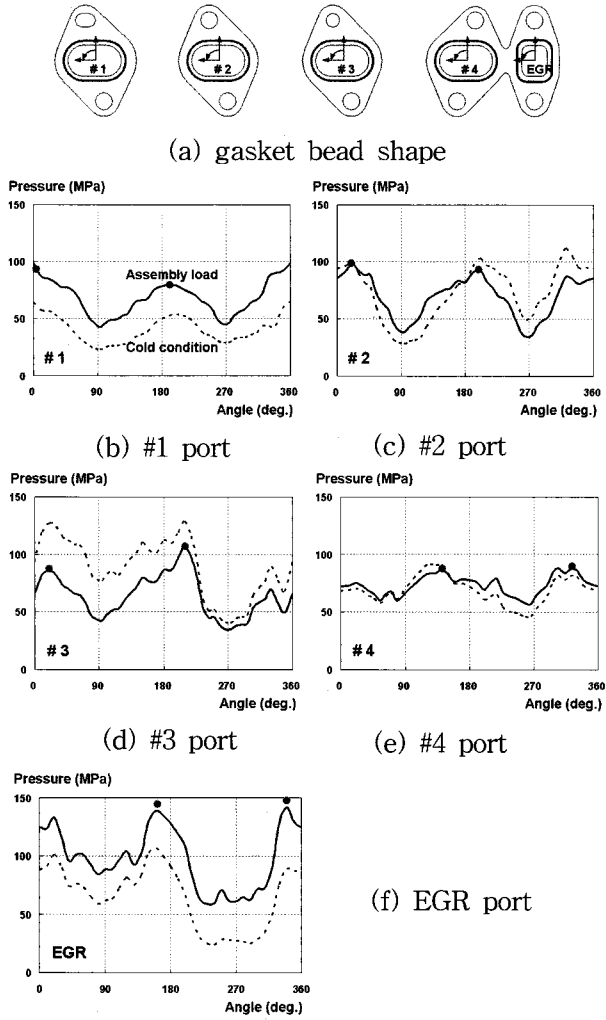 #1 #2 #3 #4 EGR
(a) gasket bead shape
Pressure (MPa)
150
100
50
0
Assembly load
Cold condition
#1
0 90 180 270 360
Angle (deg.)
(b) #1 port
Pressure (MPa)
150
100
50
0
#2
0 90 180 270 360
Angle (deg.)
(c) #2 port
Pressure (MPa)
150
100
50
0
#3
0 90 180 270 360
Angle (deg.)
(d) #3 port
Pressure (MPa)
150
100
50
0
#4
0 90 180 270 360
Angle (deg.)
(e) #4 port
Pressure (MPa)
150
100
50
0
EGR
0 90 180 270 360
Angle (deg.)
(f) EGR port